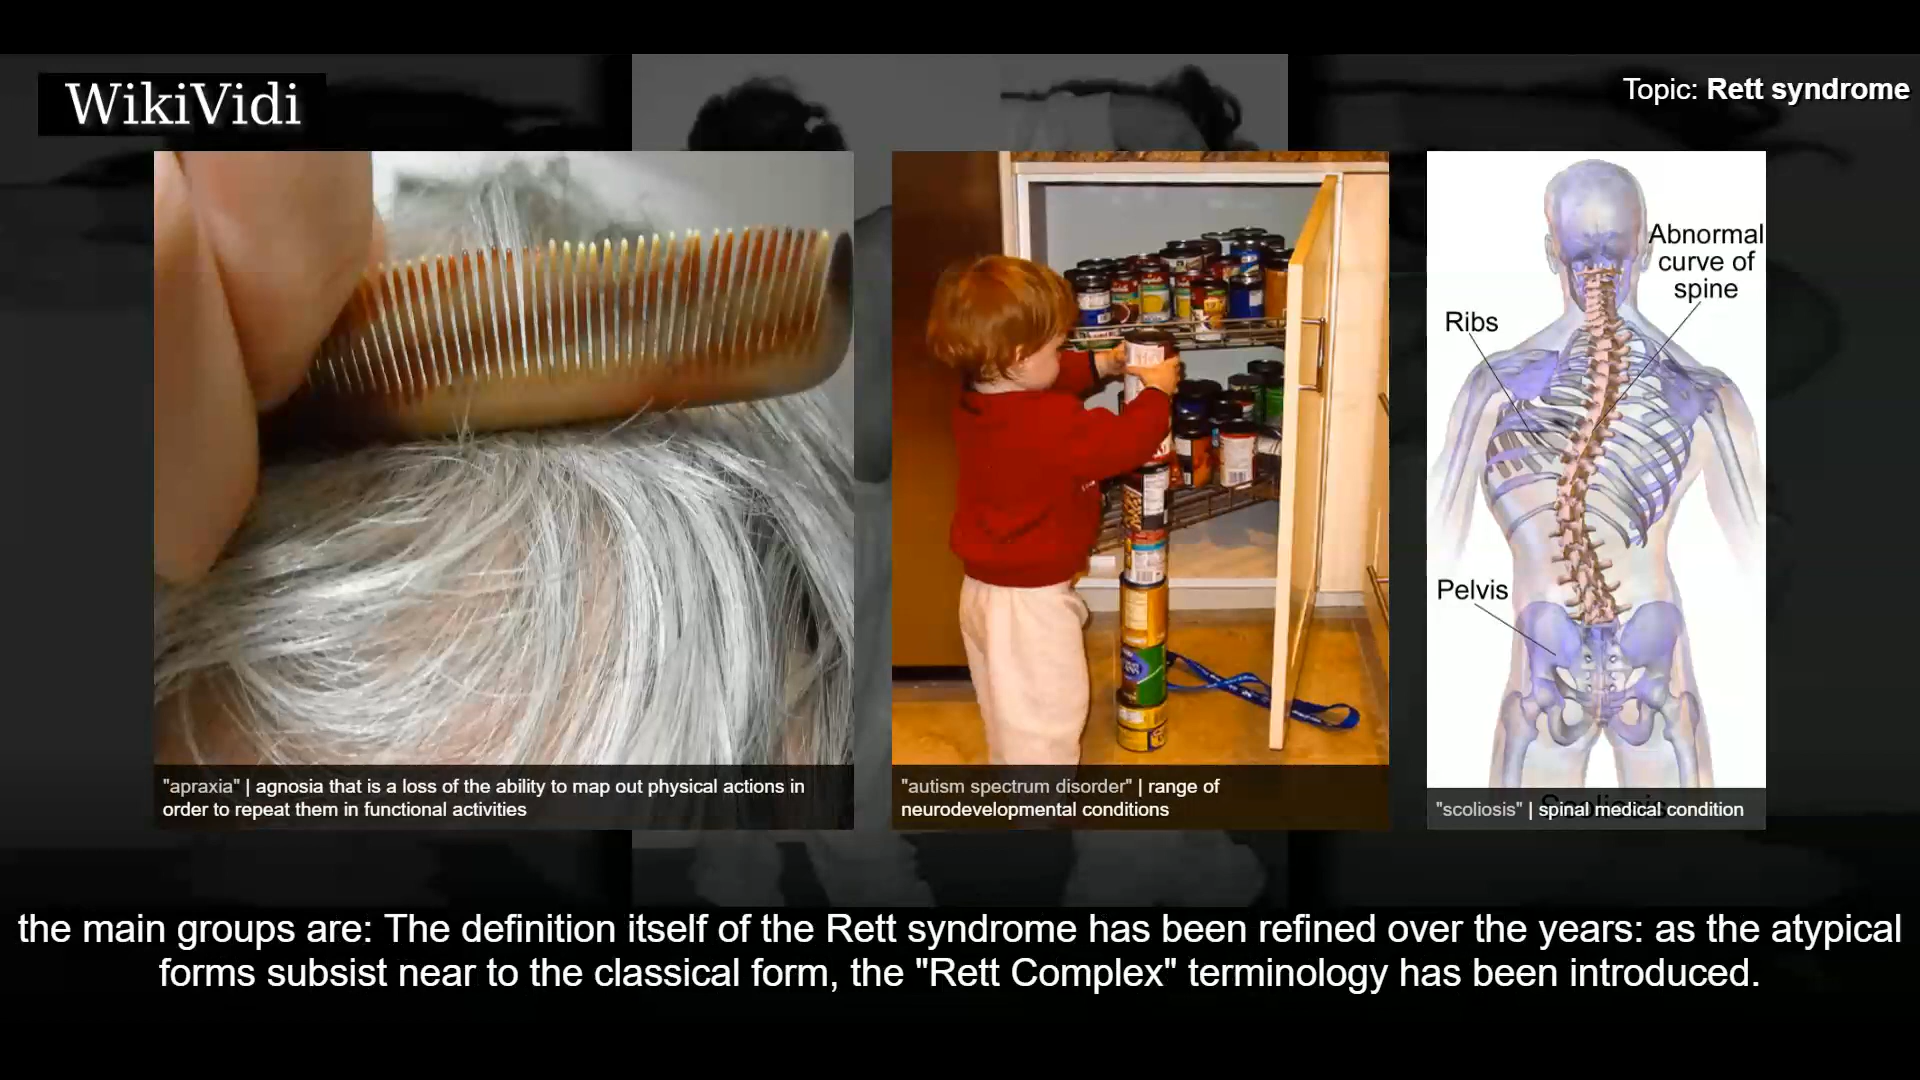 WikiVidi
Topic: Rett syndrome
Abnormal
curve of
spine
Ribs
Pelvis
"apraxia" | agnosia that is a loss of the ability to map out physical actions in
order to repeat them in functional activities
"autism spectrum disorder" | range of
neurodevelopmental conditions
Scoliosis
"scoliosis" | spinal medical condition
the main groups are: The definition itself of the Rett syndrome has been refined over the years: as the atypical
forms subsist near to the classical form, the "Rett Complex" terminology has been introduced.